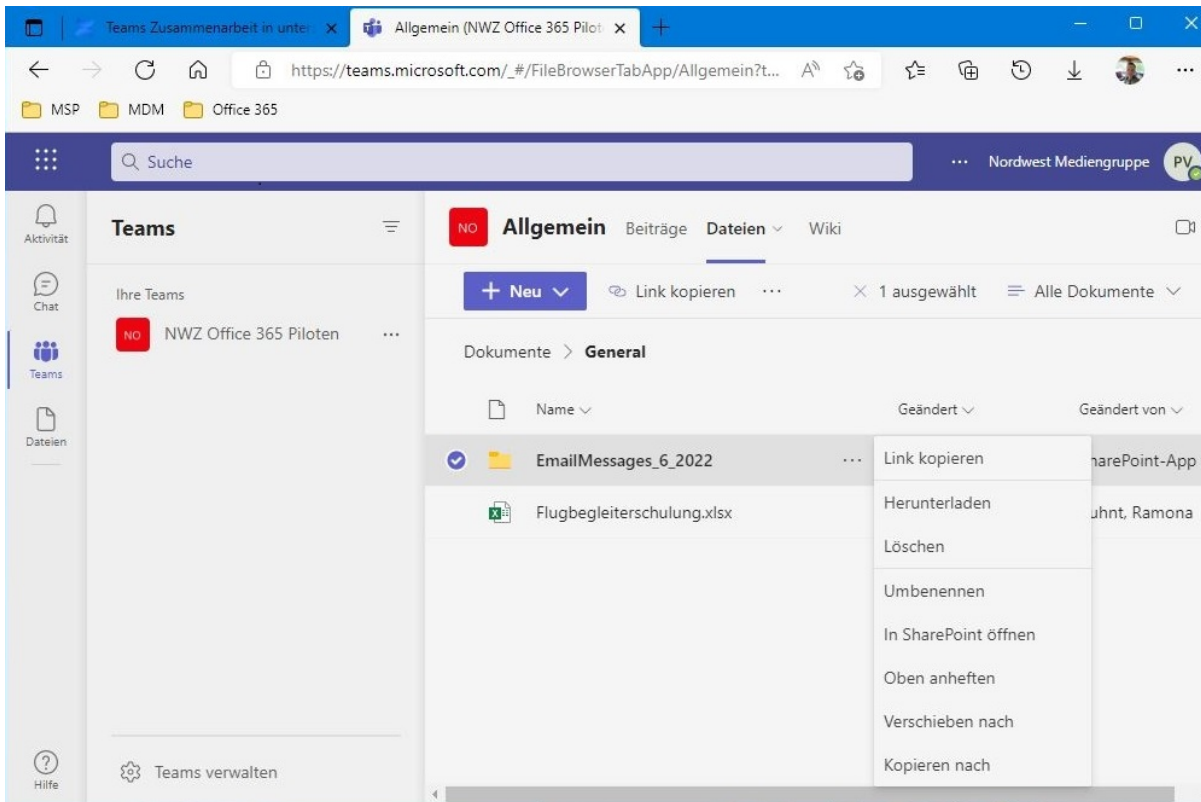 Teams Zusammenarbeit in unter
Allgemein (NWZ Office 365 Pilot
https://teams.microsoft.com/_#/FileBrowserTabApp/Allgemein?t...
MSP MDM Office 365
Suche
Nordwest Mediengruppe PV
Aktivität
Chat
Teams
Dateien
Hilfe
Teams
Ihre Teams
NO NWZ Office 365 Piloten
Teams verwalten
NO Allgemein Beiträge Dateien Wiki
+ Neu Link kopieren ... 1 ausgewählt Alle Dokumente
Dokumente > General
Name Geändert Geändert von
EmailMessages_6_2022 ... harePoint-App
Flugbegleiterschulung.xlsx uhnt, Ramona
Link kopieren
Herunterladen
Löschen
Umbenennen
In SharePoint öffnen
Oben anheften
Verschieben nach
Kopieren nach